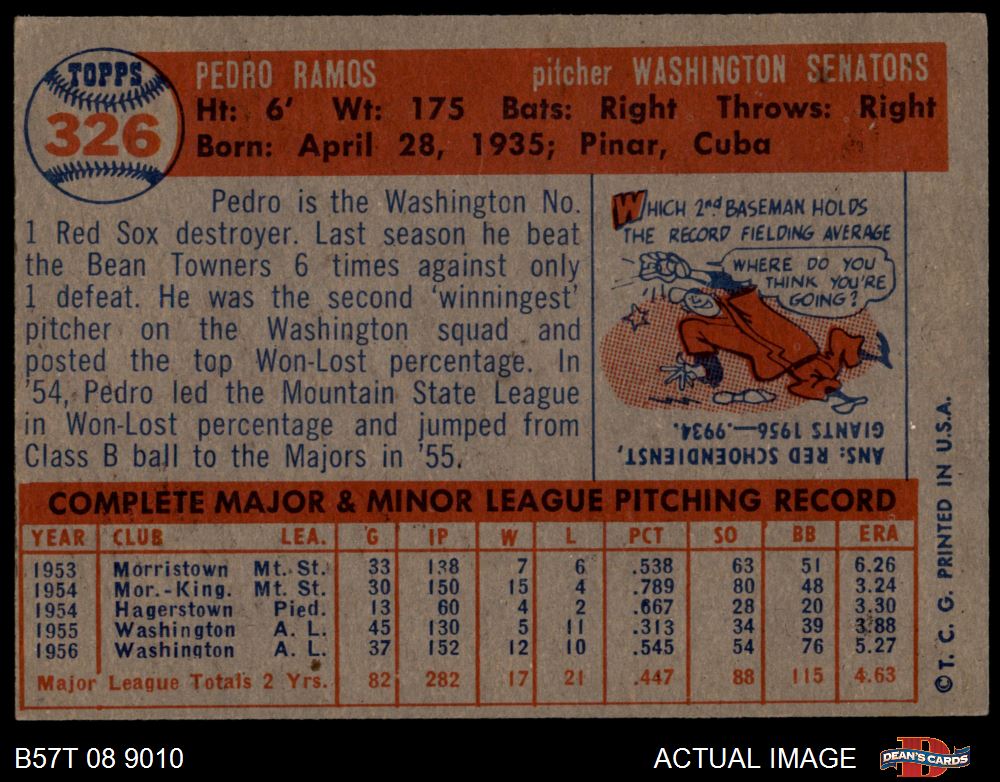 TOPPS
326
PEDRO RAMOS pitcher WASHINGTON SENATORS
Ht: 6' Wt: 175 Bats: Right Throws: Right
Born: April 28, 1935; Pinar, Cuba
Pedro is the Washington No.
1 Red Sox destroyer. Last season he beat
the Bean Towners 6 times against only
1 defeat. He was the second 'winningest'
pitcher on the Washington squad and
posted the top Won-Lost percentage. In
'54, Pedro led the Mountain State League
in Won-Lost percentage and jumped from
Class B ball to the Majors in '55.
WHICH 2nd BASEMAN HOLDS
THE RECORD FIELDING AVERAGE
WHERE DO YOU
THINK YOU'RE
GOING?
ANS: RED SCHOENDIENST,
GIANTS 1956—.9934.
COMPLETE MAJOR & MINOR LEAGUE PITCHING RECORD
YEAR CLUB LEA. G IP W L PCT SO BB ERA
1953 Morristown Mt. St. 33 138 7 6 .538 63 51 6.26
1954 Mor.-King. Mt. St. 30 150 15 4 .789 80 48 3.24
1954 Hagerstown Pied. 13 60 4 2 .667 28 20 3.30
1955 Washington A. L. 45 130 5 11 .313 34 39 3.88
1956 Washington A. L. 37 152 12 10 .545 54 76 5.27
Major League Totals 2 Yrs. 82 282 17 21 .447 88 115 4.63
© T. C. G. PRINTED IN U.S.A.
B57T 08 9010
ACTUAL IMAGE
D
DEAN'S CARDS